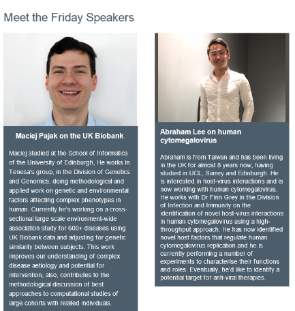 Meet the Friday Speakers
Maciej Pajak on the UK Biobank
Maciej studied at the School of Informatics
of the University of Edinburgh. He works in
Tenesa's group, in the Division of Genetics
and Genomics, doing methodological and
applied work on genetic and environmental
factors affecting complex phenotypes in
human. Currently he's working on a cross-
sectional large scale environment-wide
association study for 600+ diseases using
UK Biobank data and adjusting for genetic
similarity between subjects. This work
improves our understanding of complex
disease aetiology and potential for
intervention, also, contributes to the
methodological discussion of best
approaches to computational studies of
large cohorts with related individuals.
Abraham Lee on human
cytomegalovirus
Abraham is from Taiwan and has been living
in the UK for almost 8 years now, having
studied in UCL, Surrey and Edinburgh. He
is interested in host-virus interactions and is
now working with human cytomegalovirus.
He works with Dr Finn Grey in the Division
of Infection and Immunity on the
identification of novel host-virus interactions
in human cytomegalovirus using a high-
throughput approach. He has now identified
novel host factors that regulate human
cytomegalovirus replication and he is
currently performing a number of
experiments to characterise their functions
and roles. Eventually, he'd like to identify a
potential target for anti-viral therapies.